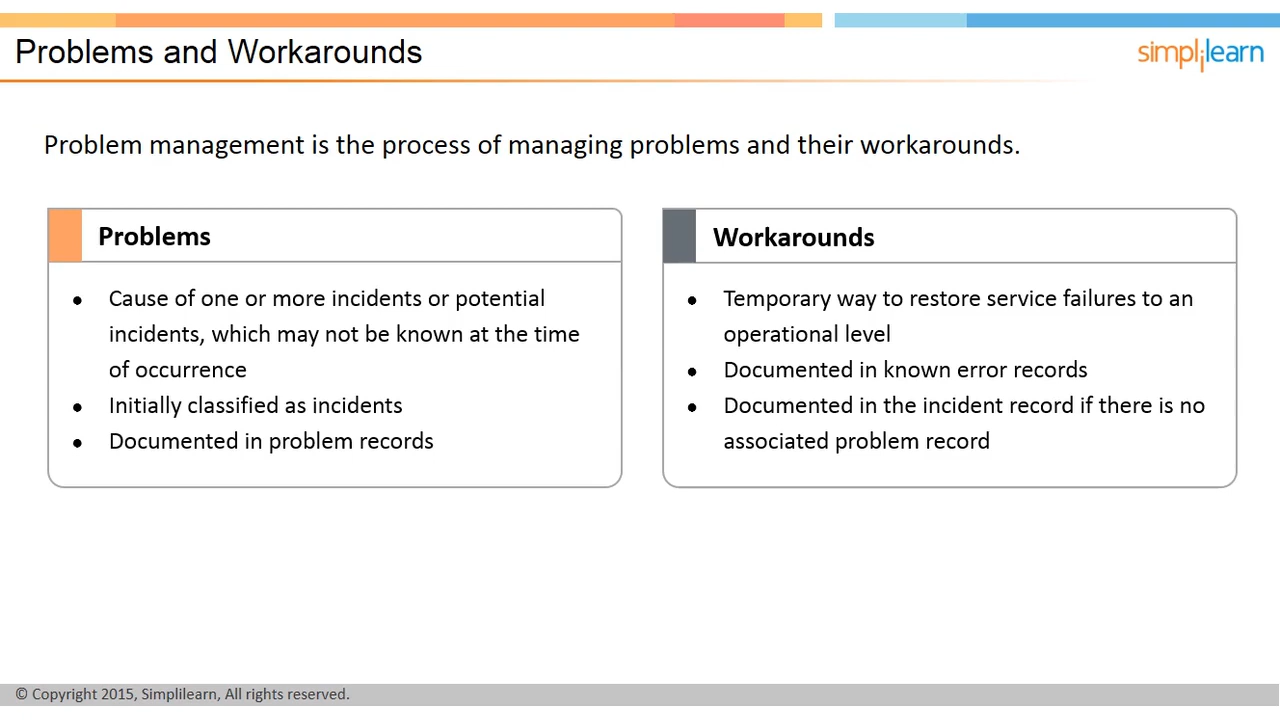 Problems and Workarounds
simplilearn
Problem management is the process of managing problems and their workarounds.
Problems
• Cause of one or more incidents or potential
incidents, which may not be known at the time
of occurrence
• Initially classified as incidents
• Documented in problem records
Workarounds
• Temporary way to restore service failures to an
operational level
• Documented in known error records
• Documented in the incident record if there is no
associated problem record
© Copyright 2015, Simplilearn, All rights reserved.